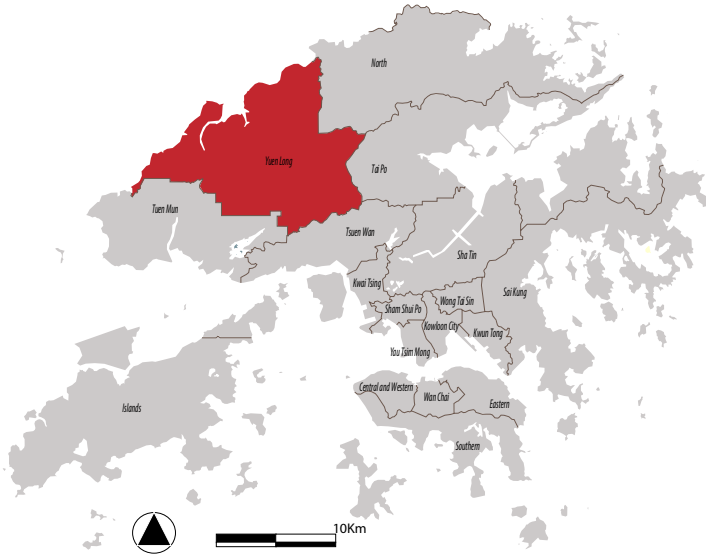 North
Yuen Long
Tai Po
Tuen Mun
Tsuen Wan
Sha Tin
Kwai Tsing
Sai Kung
Wong Tai Sin
Sham Shui Po
Kowloon City
Kwun Tong
Yau Tsim Mong
Central and Western
Wan Chai
Eastern
Islands
Southern
10Km